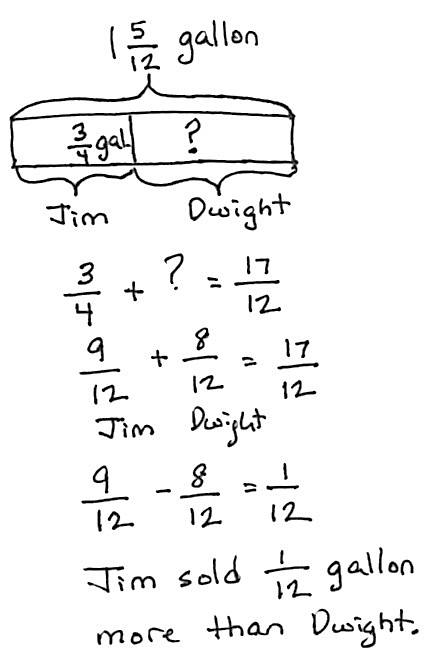 1 5/12 gallon
3/4 gal ?
Jim Dwight
3/4 + ? = 17/12
9/12 + 8/12 = 17/12
Jim Dwight
9/12 - 8/12 = 1/12
Jim sold 1/12 gallon
more than Dwight.